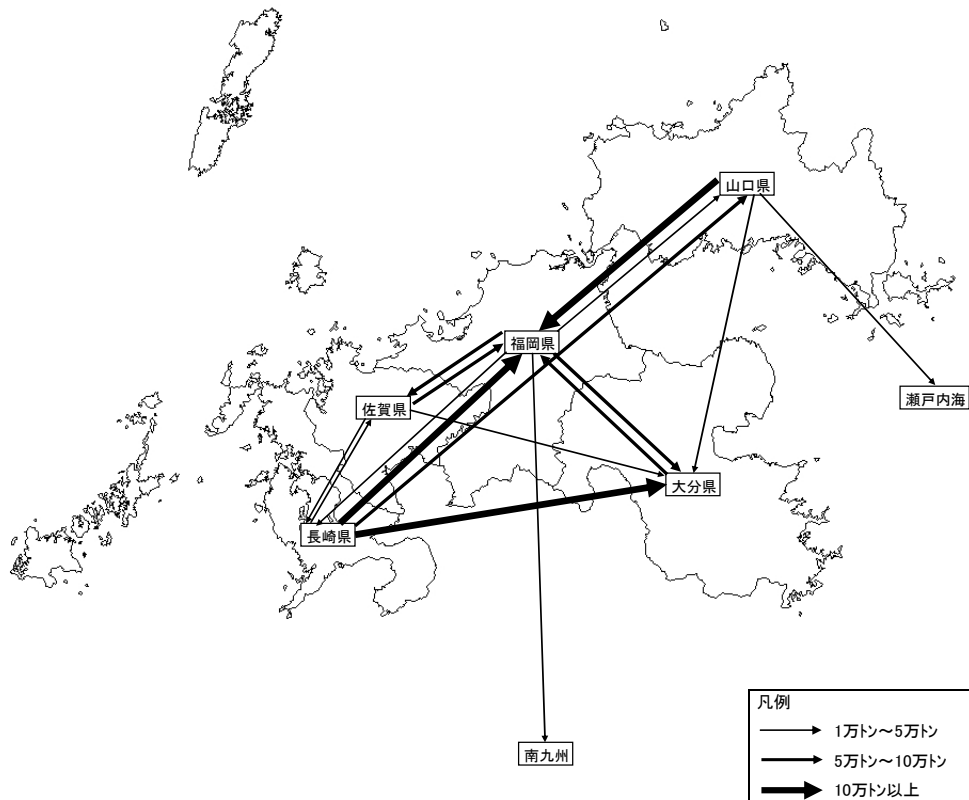 山口県
福岡県
瀬戸内海
佐賀県
大分県
長崎県
南九州
凡例
1万トン～5万トン
5万トン～10万トン
10万トン以上